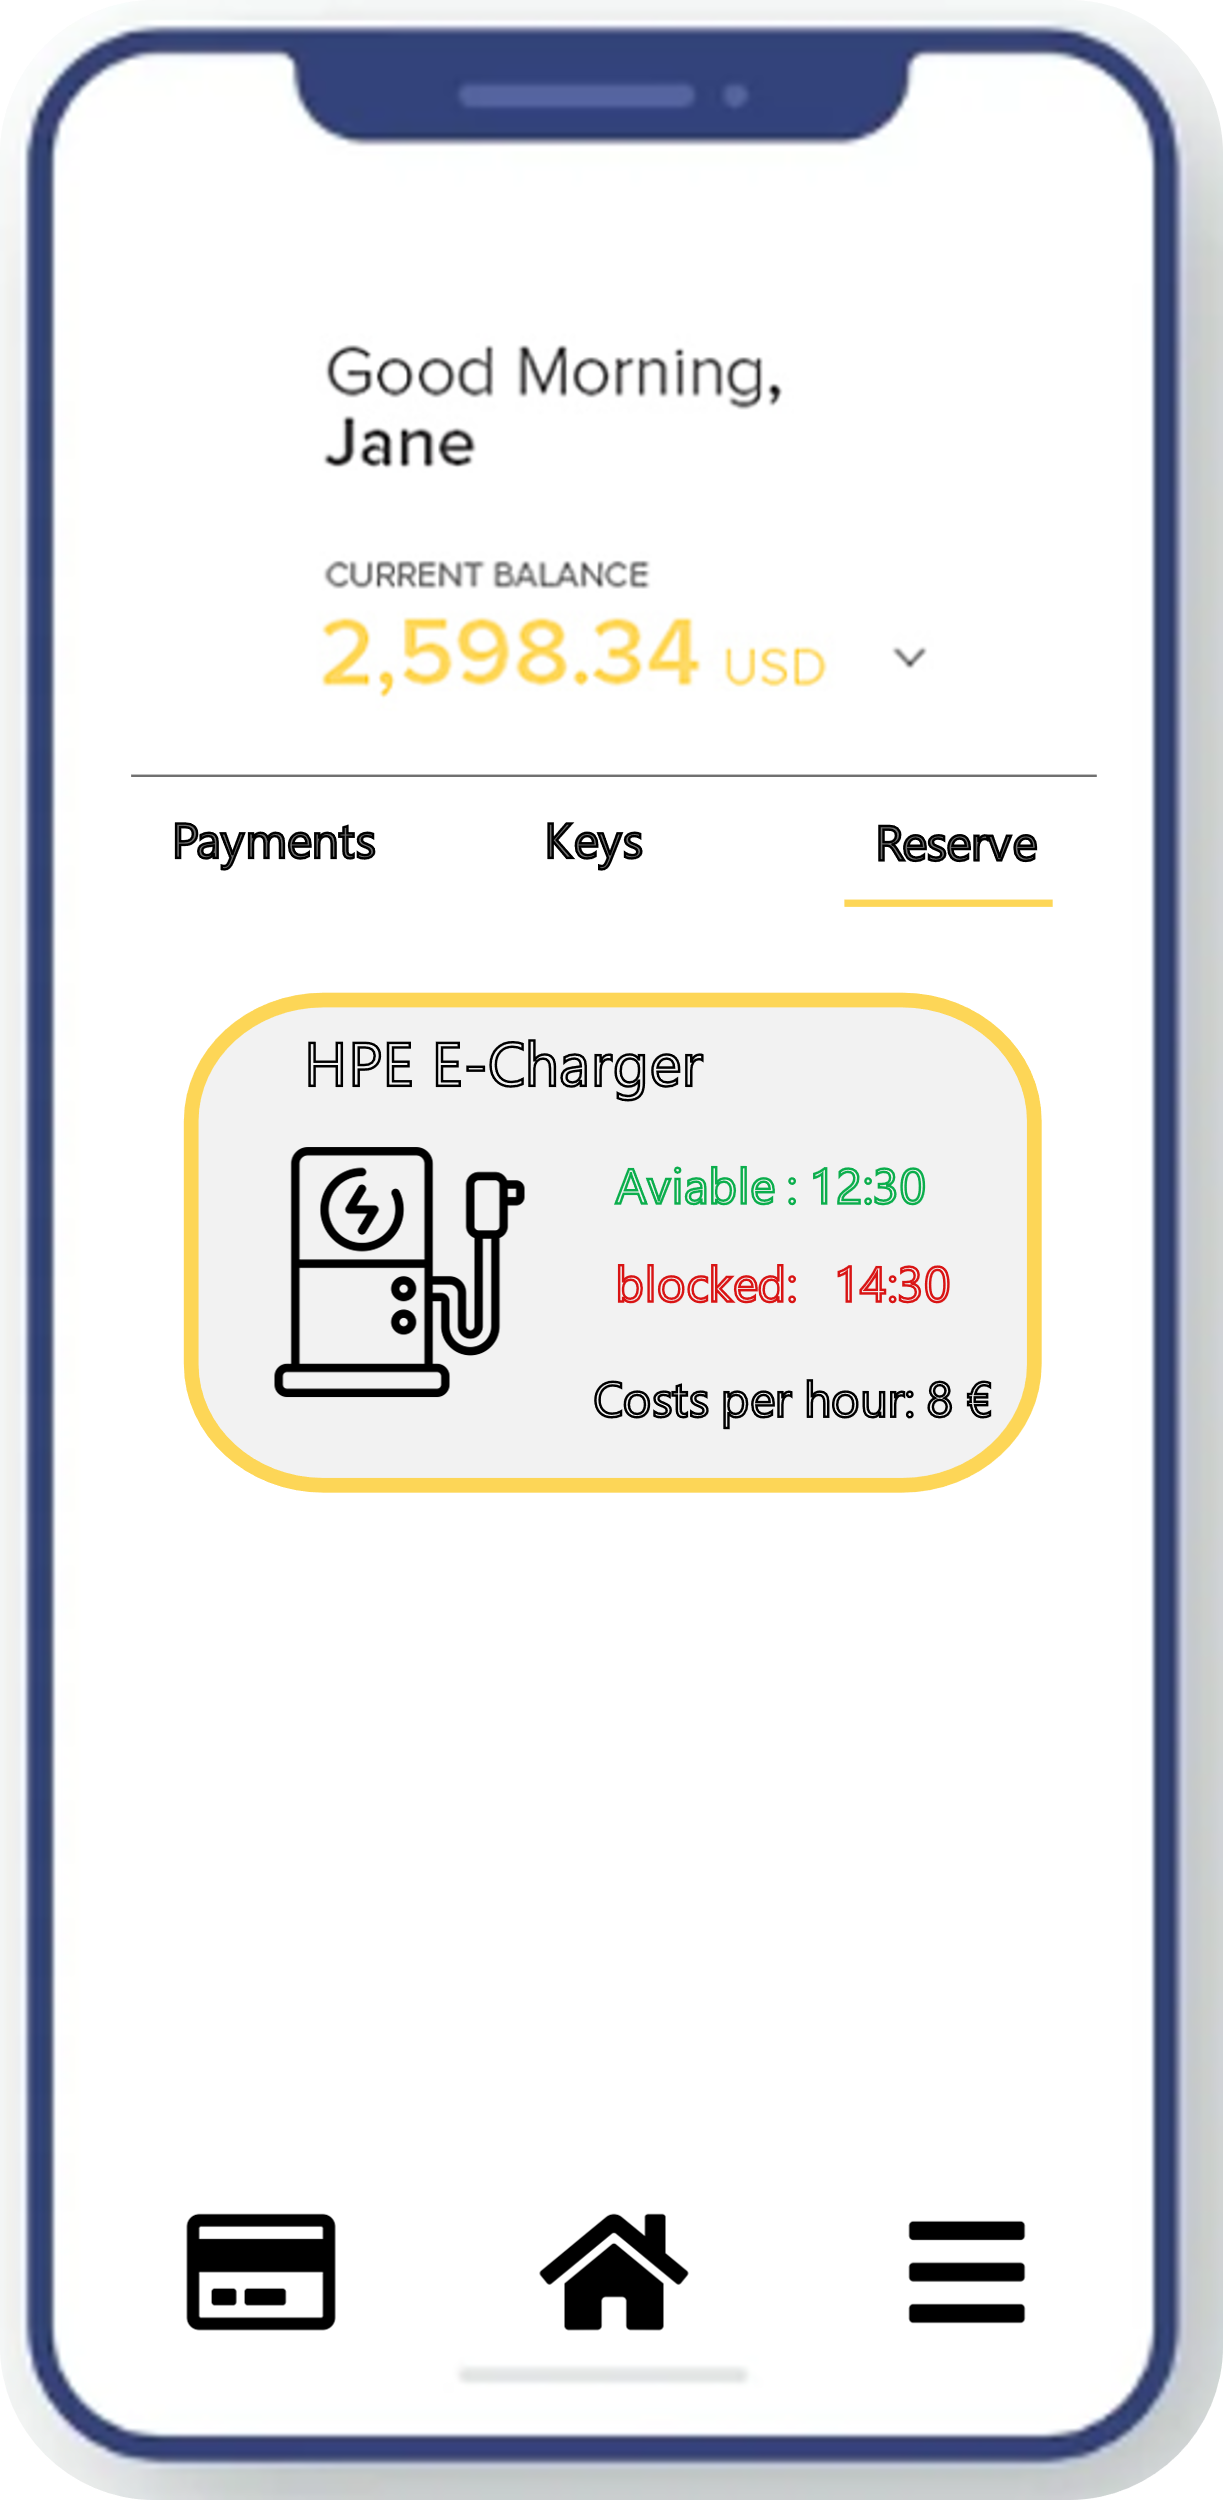 Good Morning,
Jane
CURRENT BALANCE
2,598.34 USD
Payments Keys Reserve
HPE E-Charger
Aviable : 12:30
blocked: 14:30
Costs per hour: 8 €